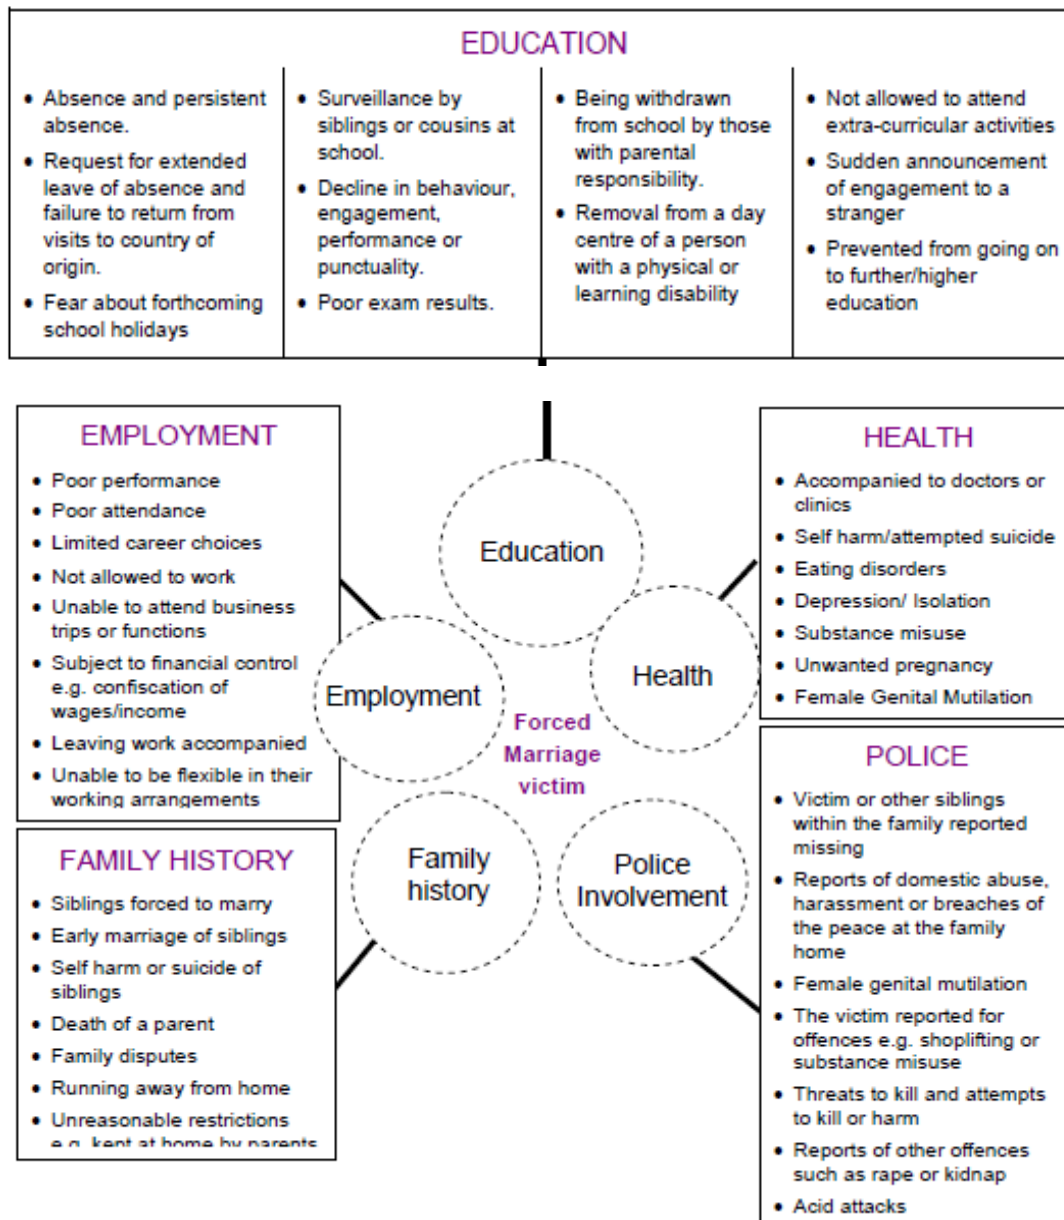 EDUCATION
• Absence and persistent
absence.
• Request for extended
leave of absence and
failure to return from
visits to country of
origin.
• Fear about forthcoming
school holidays
• Surveillance by
siblings or cousins at
school.
• Decline in behaviour,
engagement,
performance or
punctuality.
• Poor exam results.
• Being withdrawn
from school by those
with parental
responsibility.
• Removal from a day
centre of a person
with a physical or
learning disability
• Not allowed to attend
extra-curricular activities
• Sudden announcement
of engagement to a
stranger
• Prevented from going on
to further/higher
education
EMPLOYMENT
• Poor performance
• Poor attendance
• Limited career choices
• Not allowed to work
• Unable to attend business
trips or functions
• Subject to financial control
e.g. confiscation of
wages/income
• Leaving work accompanied
• Unable to be flexible in their
working arrangements
Education
Employment
Health
Forced
Marriage
victim
Family
history
Police
Involvement
HEALTH
• Accompanied to doctors or
clinics
• Self harm/attempted suicide
• Eating disorders
• Depression/ Isolation
• Substance misuse
• Unwanted pregnancy
• Female Genital Mutilation
FAMILY HISTORY
• Siblings forced to marry
• Early marriage of siblings
• Self harm or suicide of
siblings
• Death of a parent
• Family disputes
• Running away from home
• Unreasonable restrictions
e.g. kept at home by parents
POLICE
• Victim or other siblings
within the family reported
missing
• Reports of domestic abuse,
harassment or breaches of
the peace at the family
home
• Female genital mutilation
• The victim reported for
offences e.g. shoplifting or
substance misuse
• Threats to kill and attempts
to kill or harm
• Reports of other offences
such as rape or kidnap
• Acid attacks